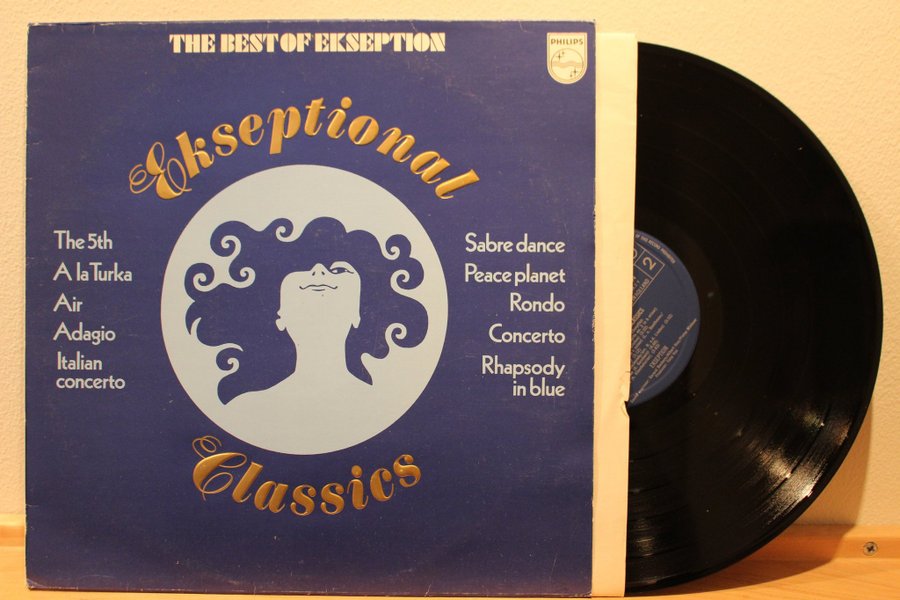 THE BEST OF EKSEPTION
PHILIPS
Ekseptional
The 5th
A la Turka
Air
Adagio
Italian
concerto
Sabre dance
Peace planet
Rondo
Concerto
Rhapsody
in blue
Classics
2